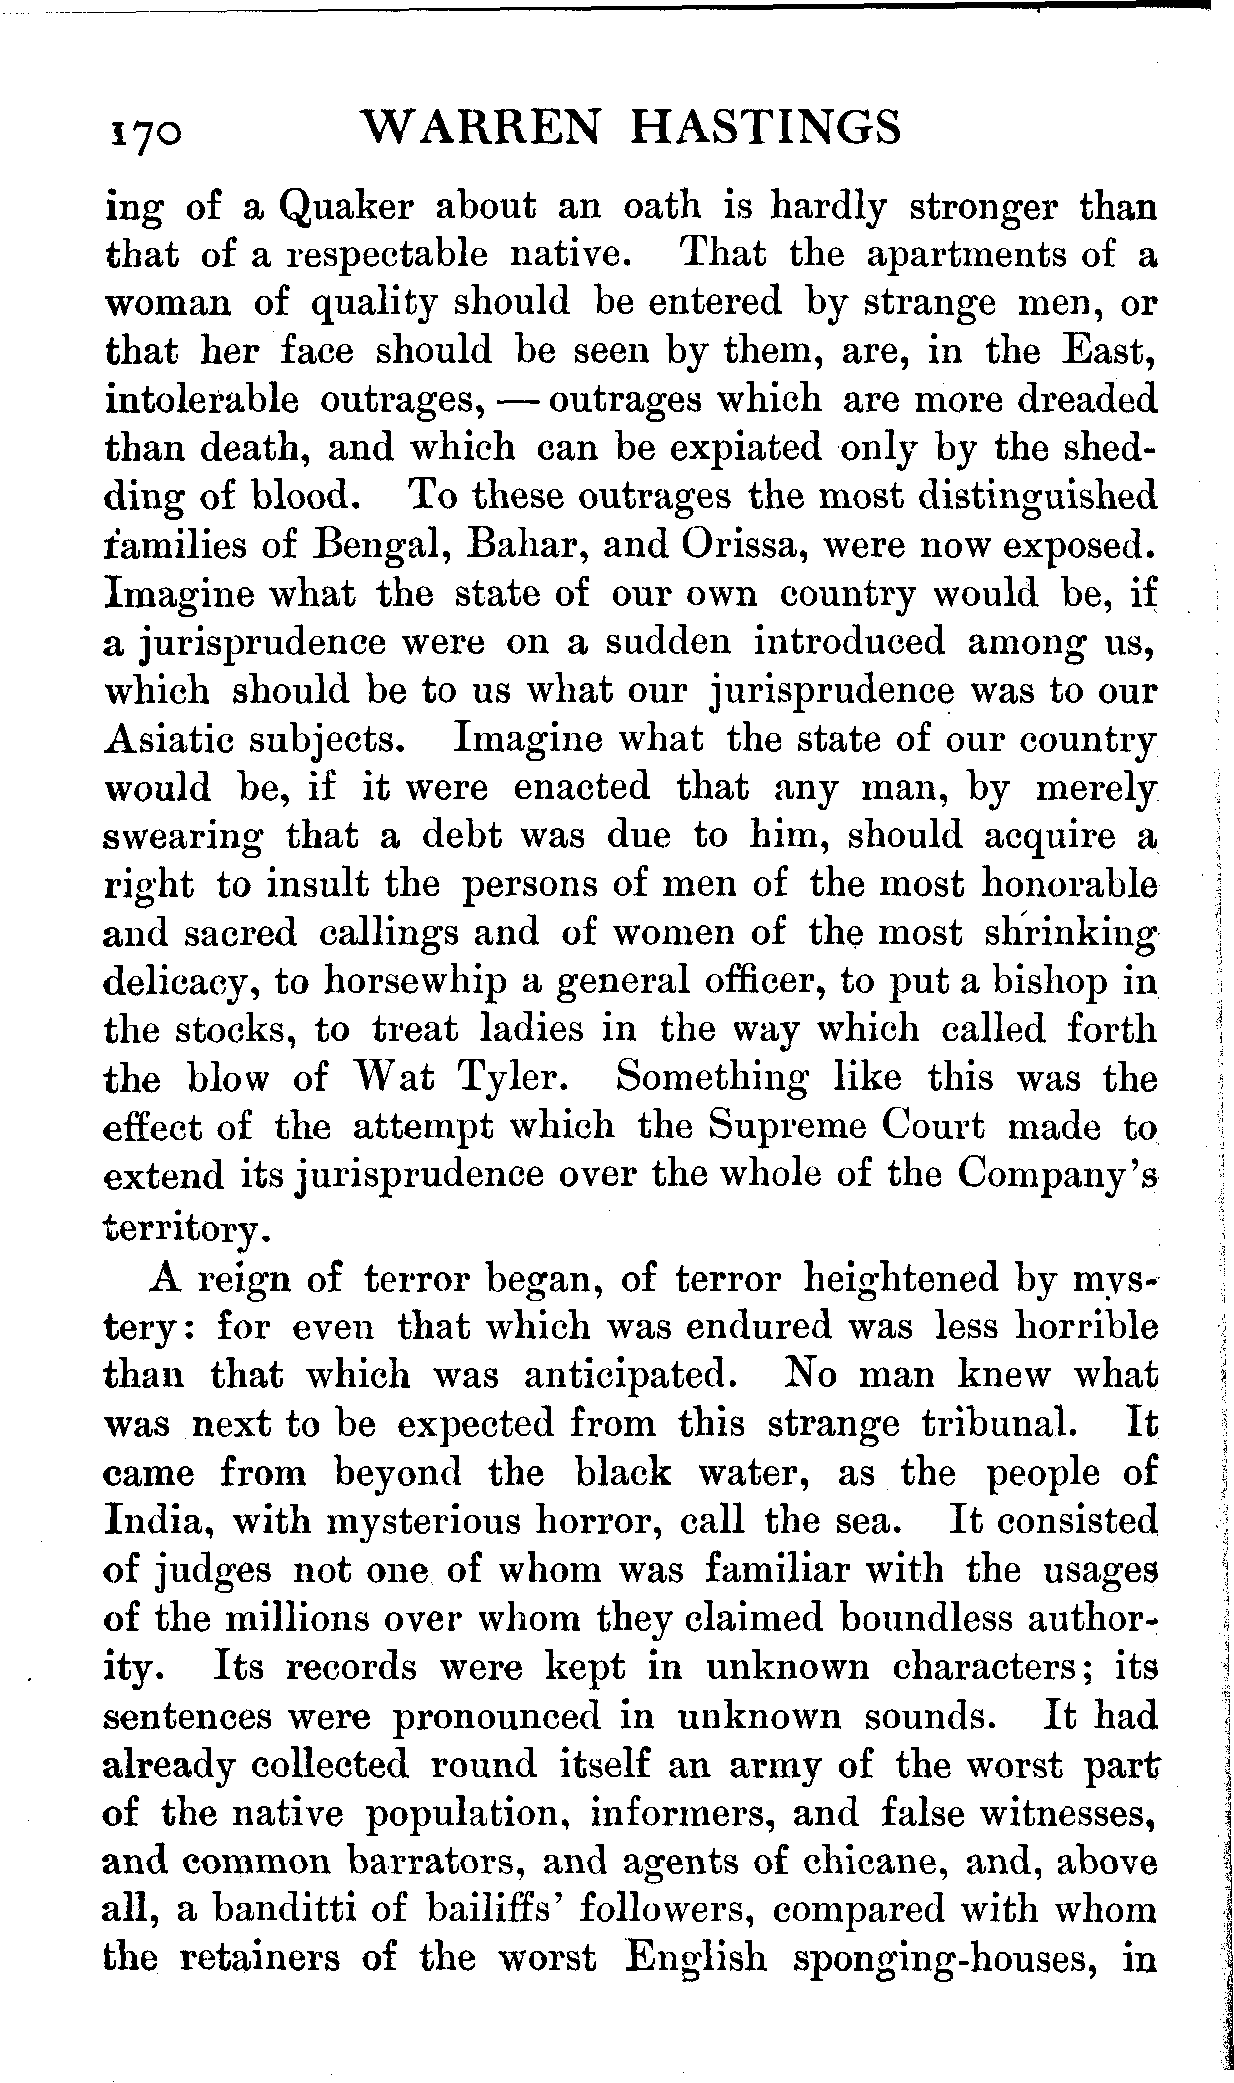 170 WARREN HASTINGS
ing of a Quaker about an oath is hardly stronger than
that of a respectable native. That the apartments of a
woman of quality should be entered by strange men, or
that her face should be seen by them, are, in the East,
intolerable outrages, — outrages which are more dreaded
than death, and which can be expiated only by the shed-
ding of blood. To these outrages the most distinguished
families of Bengal, Bahar, and Orissa, were now exposed.
Imagine what the state of our own country would be, if
a jurisprudence were on a sudden introduced among us,
which should be to us what our jurisprudence was to our
Asiatic subjects. Imagine what the state of our country
would be, if it were enacted that any man, by merely
swearing that a debt was due to him, should acquire a
right to insult the persons of men of the most honorable
and sacred callings and of women of the most shrinking
delicacy, to horsewhip a general officer, to put a bishop in
the stocks, to treat ladies in the way which called forth
the blow of Wat Tyler. Something like this was the
effect of the attempt which the Supreme Court made to
extend its jurisprudence over the whole of the Company's
territory.
A reign of terror began, of terror heightened by mys-
tery: for even that which was endured was less horrible
than that which was anticipated. No man knew what
was next to be expected from this strange tribunal. It
came from beyond the black water, as the people of
India, with mysterious horror, call the sea. It consisted
of judges not one of whom was familiar with the usages
of the millions over whom they claimed boundless author-
ity. Its records were kept in unknown characters; its
sentences were pronounced in unknown sounds. It had
already collected round itself an army of the worst part
of the native population, informers, and false witnesses,
and common barrators, and agents of chicane, and, above
all, a banditti of bailiffs' followers, compared with whom
the retainers of the worst English sponging-houses, in